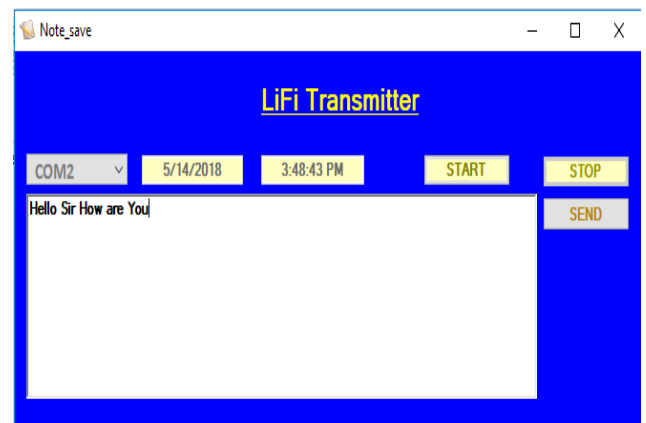 Note_save
LiFi Transmitter
COM2 5/14/2018 3:48:43 PM START STOP
Hello Sir How are You
SEND